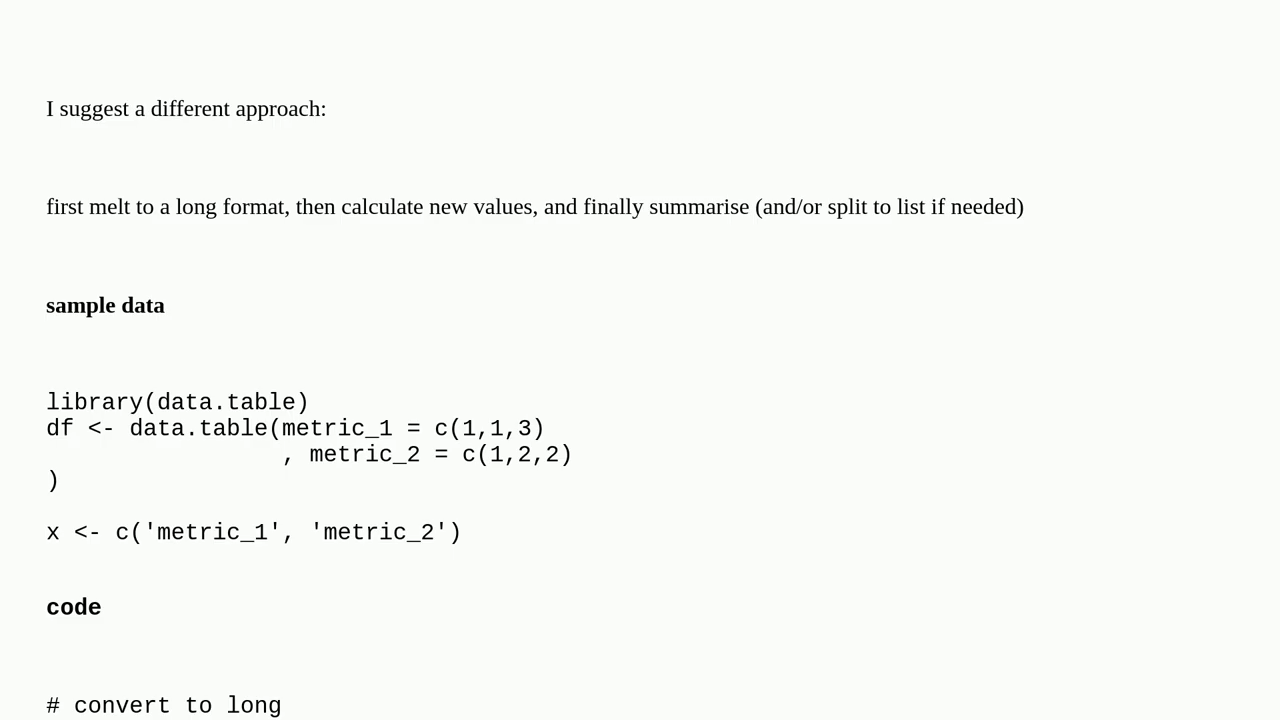 I suggest a different approach:
first melt to a long format, then calculate new values, and finally summarise (and/or split to list if needed)
sample data
library(data.table)
df <- data.table(metric_1 = c(1,1,3)
                 , metric_2 = c(1,2,2)
)
x <- c('metric_1', 'metric_2')
code
# convert to long